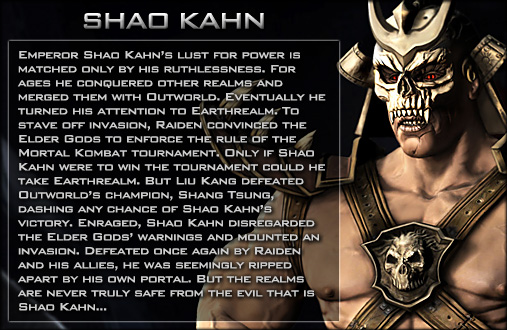 SHAO KAHN
EMPEROR SHAO KAHN'S LUST FOR POWER IS
MATCHED ONLY BY HIS RUTHLESSNESS. FOR
AGES HE CONQUERED OTHER REALMS AND
MERGED THEM WITH OUTWORLD. EVENTUALLY HE
TURNED HIS ATTENTION TO EARTHREALM. TO
STAVE OFF INVASION, RAIDEN CONVINCED THE
ELDER GODS TO ENFORCE THE RULE OF THE
MORTAL KOMBAT TOURNAMENT. ONLY IF SHAO
KAHN WERE TO WIN THE TOURNAMENT COULD HE
TAKE EARTHREALM. BUT LIU KANG DEFEATED
OUTWORLD'S CHAMPION, SHANG TSUNG,
DASHING ANY CHANCE OF SHAO KAHN'S
VICTORY. ENRAGED, SHAO KAHN DISREGARDED
THE ELDER GODS' WARNINGS AND MOUNTED AN
INVASION. DEFEATED ONCE AGAIN BY RAIDEN
AND HIS ALLIES, HE WAS SEEMINGLY RIPPED
APART BY HIS OWN PORTAL. BUT THE REALMS
ARE NEVER TRULY SAFE FROM THE EVIL THAT IS
SHAO KAHN...